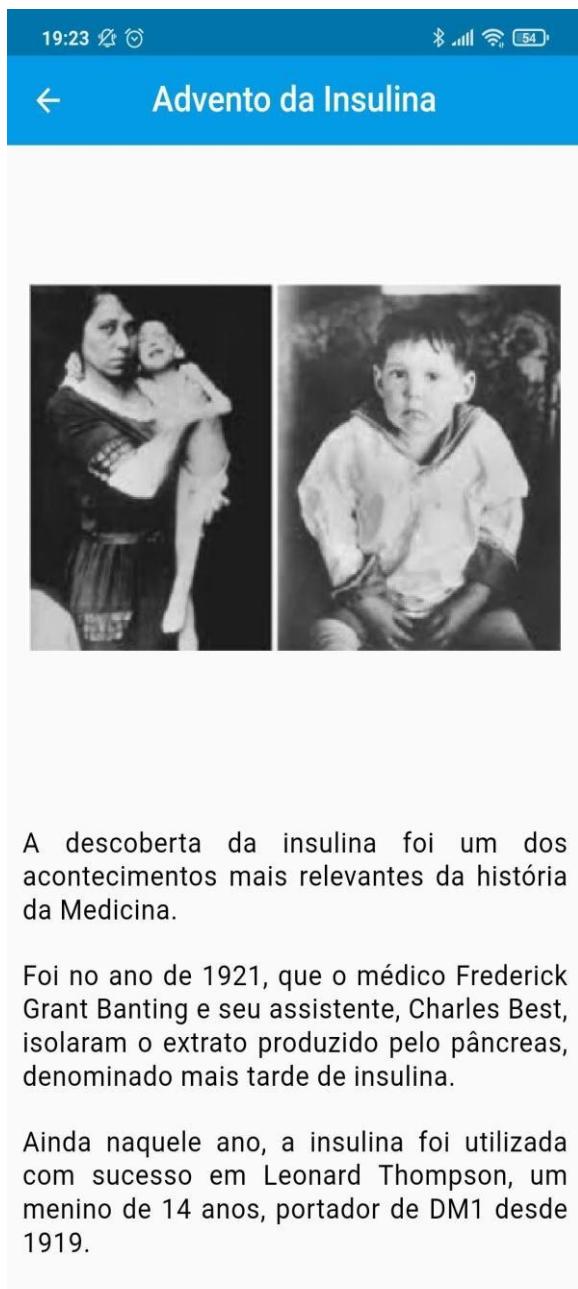 19:23
54
Advento da Insulina
A descoberta da insulina foi um dos
acontecimentos mais relevantes da história
da Medicina.
Foi no ano de 1921, que o médico Frederick
Grant Banting e seu assistente, Charles Best,
isolaram o extrato produzido pelo pâncreas,
denominado mais tarde de insulina.
Ainda naquele ano, a insulina foi utilizada
com sucesso em Leonard Thompson, um
menino de 14 anos, portador de DM1 desde
1919.